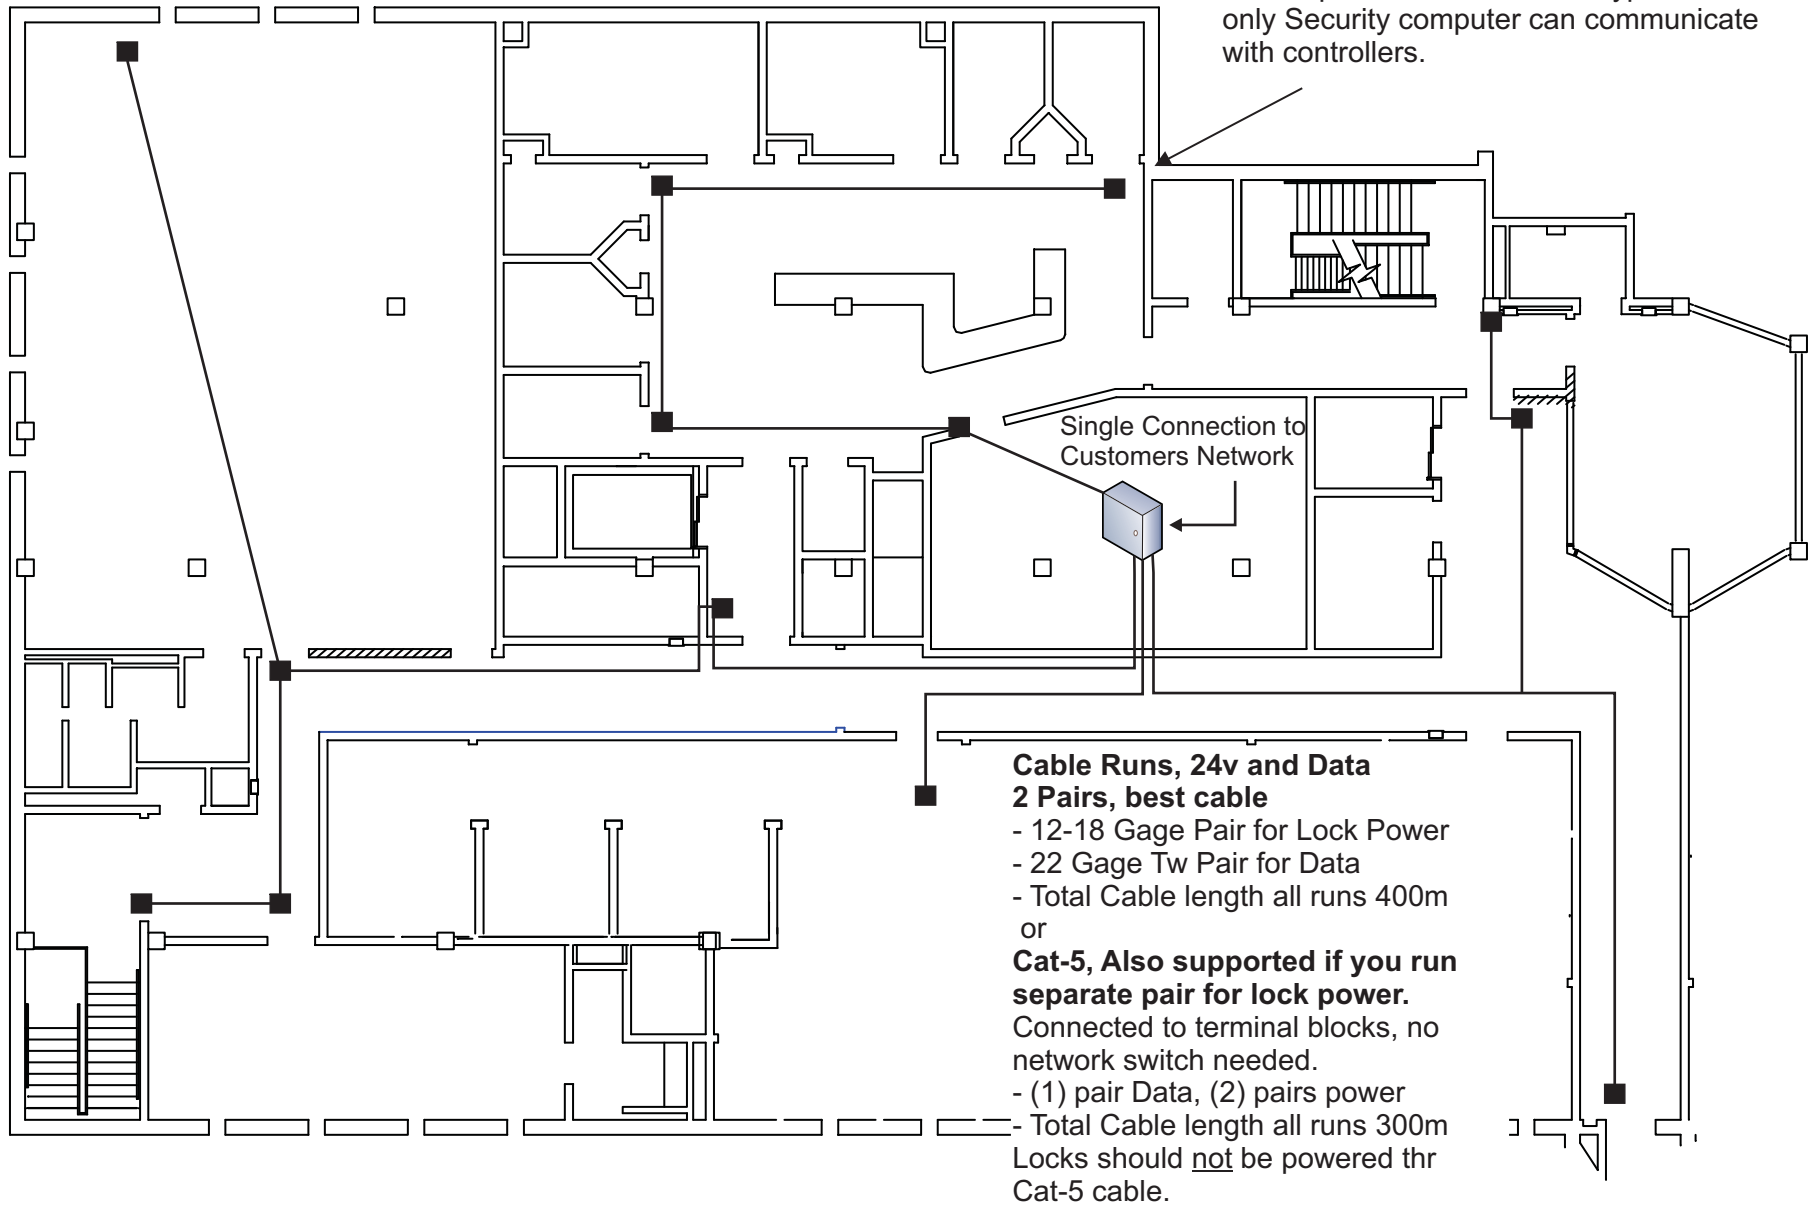 only Security computer can communicate
with controllers.
Single Connection to
Customers Network
Cable Runs, 24v and Data
2 Pairs, best cable
- 12-18 Gage Pair for Lock Power
- 22 Gage Tw Pair for Data
- Total Cable length all runs 400m
or
Cat-5, Also supported if you run
separate pair for lock power.
Connected to terminal blocks, no
network switch needed.
- (1) pair Data, (2) pairs power
- Total Cable length all runs 300m
Locks should not be powered thr
Cat-5 cable.